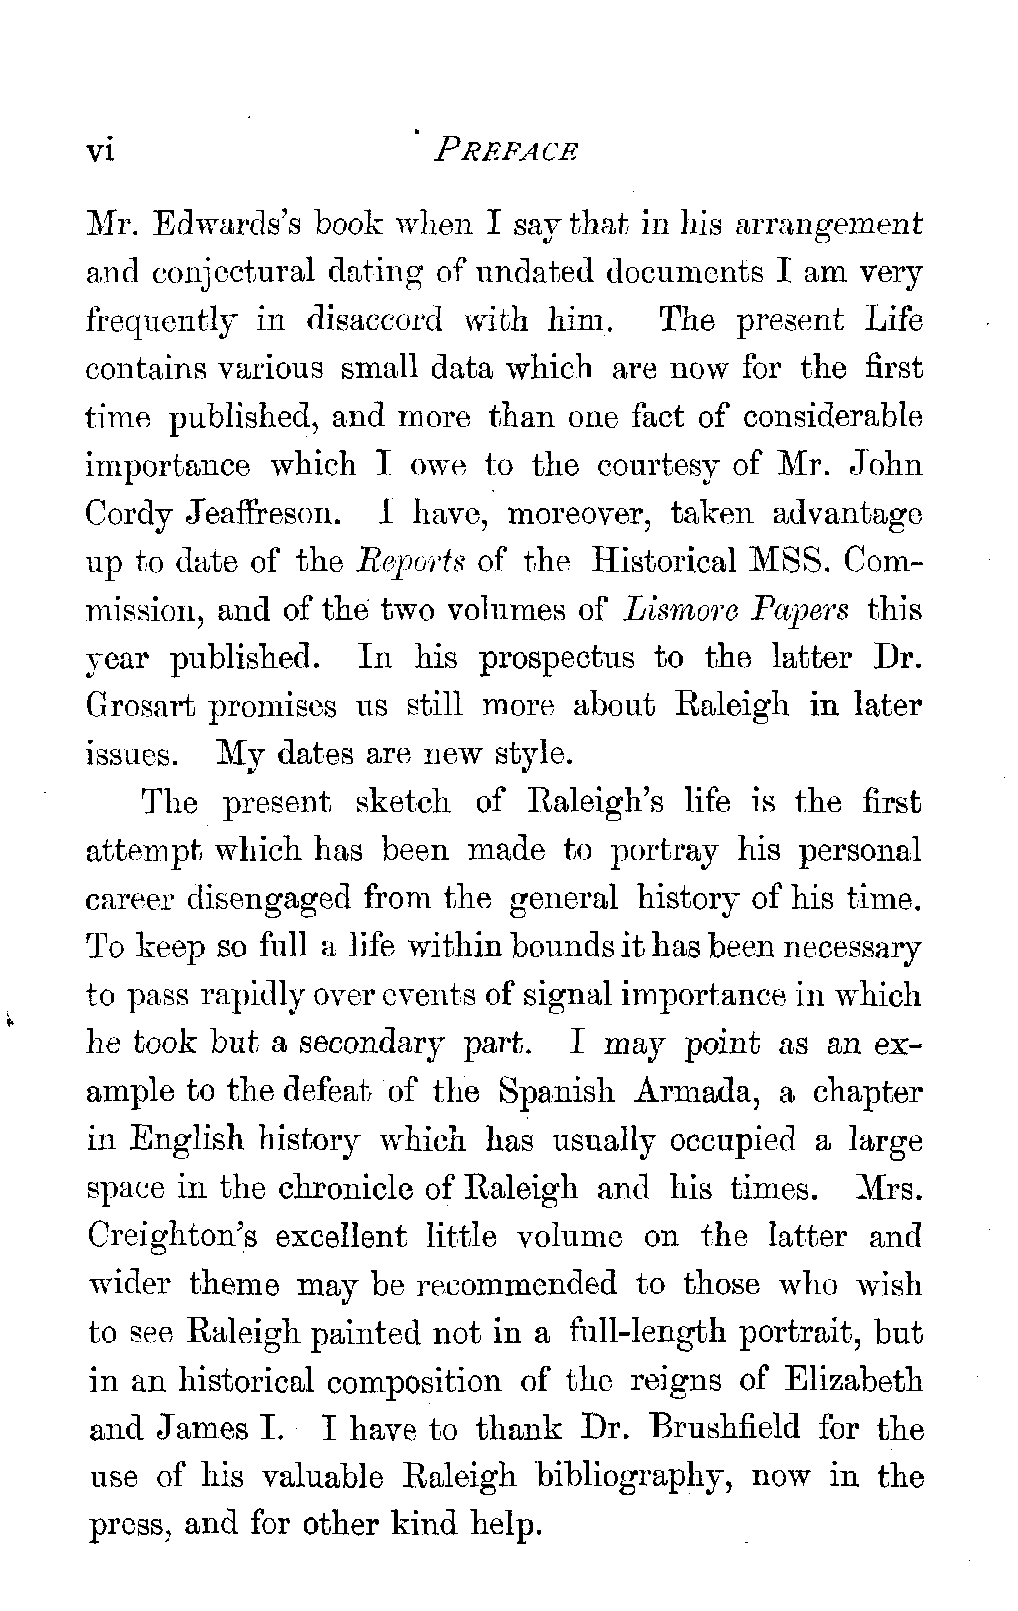 vi PREFACE
Mr. Edwards's book when I say that in his arrangement
and conjectural dating of undated documents I am very
frequently in disaccord with him. The present Life
contains various small data which are now for the first
time published, and more than one fact of considerable
importance which I owe to the courtesy of Mr. John
Cordy Jeaffreson. I have, moreover, taken advantage
up to date of the Reports of the Historical MSS. Com-
mission, and of the two volumes of Lismore Papers this
year published. In his prospectus to the latter Dr.
Grosart promises us still more about Raleigh in later
issues. My dates are new style.
The present sketch of Raleigh's life is the first
attempt which has been made to portray his personal
career disengaged from the general history of his time.
To keep so full a life within bounds it has been necessary
to pass rapidly over events of signal importance in which
he took but a secondary part. I may point as an ex-
ample to the defeat of the Spanish Armada, a chapter
in English history which has usually occupied a large
space in the chronicle of Raleigh and his times. Mrs.
Creighton's excellent little volume on the latter and
wider theme may be recommended to those who wish
to see Raleigh painted not in a full-length portrait, but
in an historical composition of the reigns of Elizabeth
and James I. I have to thank Dr. Brushfield for the
use of his valuable Raleigh bibliography, now in the
press, and for other kind help.